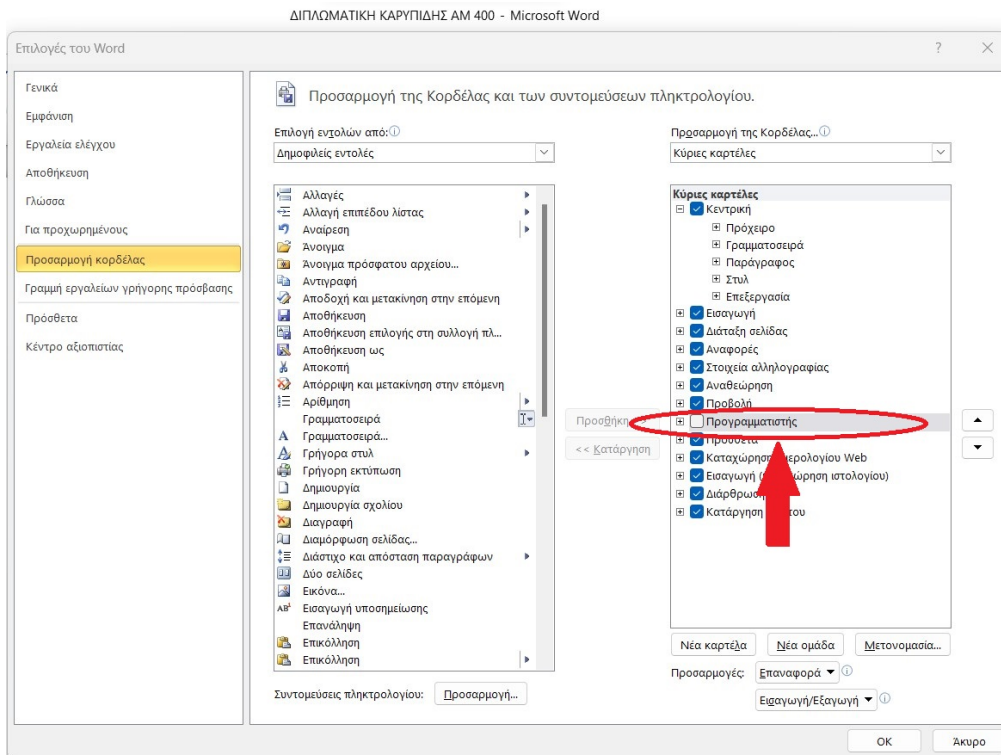 ΔΙΠΛΩΜΑΤΙΚΗ ΚΑΡΥΠΙΔΗΣ ΑΜ 400 - Microsoft Word
Επιλογές του Word
Γενικά
Εμφάνιση
Εργαλεία ελέγχου
Αποθήκευση
Γλώσσα
Για προχωρημένους
Προσαρμογή κορδέλας
Γραμμή εργαλείων γρήγορης πρόσβασης
Πρόσθετα
Κέντρο αξιοπιστίας
Προσαρμογή της Κορδέλας και των συντομεύσεων πληκτρολογίου.
Επιλογή εντολών από:
Δημοφιλείς εντολές
Αλλαγές
Αλλαγή επιπέδου λίστας
Αναίρεση
Άνοιγμα
Άνοιγμα πρόσφατου αρχείου...
Αντιγραφή
Αποδοχή και μετακίνηση στην επόμενη
Αποθήκευση
Αποθήκευση επιλογής στη συλλογή πλ...
Αποθήκευση ως
Αποκοπή
Απόρριψη και μετακίνηση στην επόμενη
Αρίθμηση
Γραμματοσειρά
Γραμματοσειρά...
Γρήγορα στυλ
Γρήγορη εκτύπωση
Δημιουργία
Δημιουργία σχολίου
Διαγραφή
Διαμόρφωση σελίδας...
Διάστιχο και απόσταση παραγράφων
Δύο σελίδες
Εικόνα...
Εισαγωγή υποσημείωσης
Επανάληψη
Επικόλληση
Επικόλληση
Συντομεύσεις πληκτρολογίου: Προσαρμογή...
Προσθήκη
<< Κατάργηση
Προσαρμογή της Κορδέλας...
Κύριες καρτέλες
Κύριες καρτέλες
Κεντρική
Πρόχειρο
Γραμματοσειρά
Παράγραφος
Στυλ
Επεξεργασία
Εισαγωγή
Διάταξη σελίδας
Αναφορές
Στοιχεία αλληλογραφίας
Αναθεώρηση
Προβολή
Προγραμματιστής
Πρόσθετα
Καταχώρηση Web
Εισαγωγή ιστολογίου)
Κατάργηση
Νέα καρτέλα Νέα ομάδα Μετονομασία...
Προσαρμογές: Επαναφορά
Εισαγωγή/Εξαγωγή
OK Άκυρο